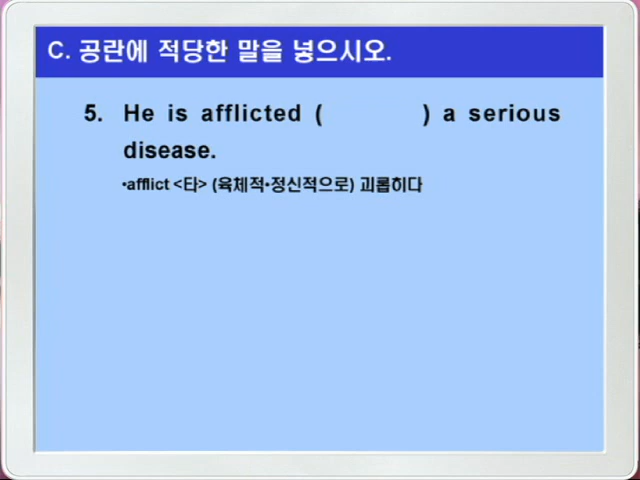 C. 공란에 적당한 말을 넣으시오.
5. He is afflicted ( ) a serious
disease.
•afflict <타> (육체적•정신적으로) 괴롭히다